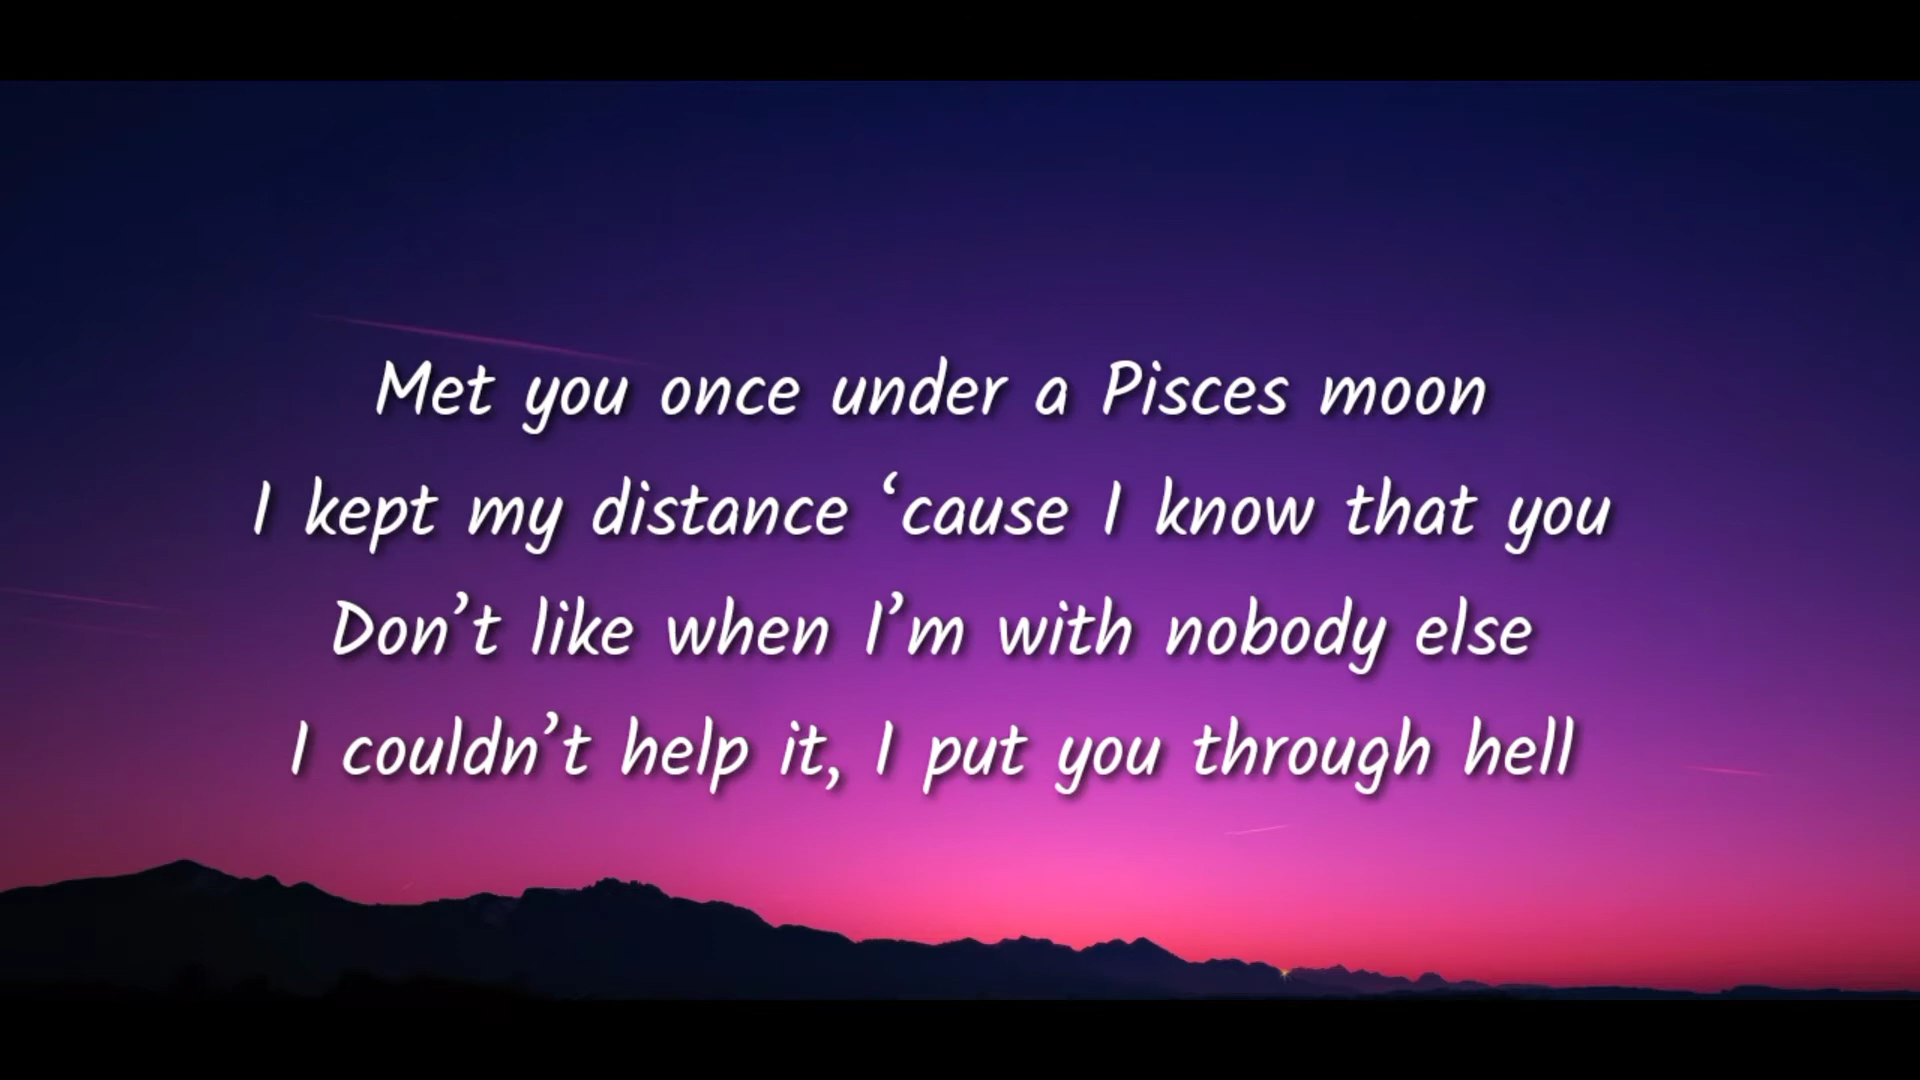 Met you once under a Pisces moon
I kept my distance ‘cause I know that you
Don’t like when I’m with nobody else
I couldn’t help it, I put you through hell